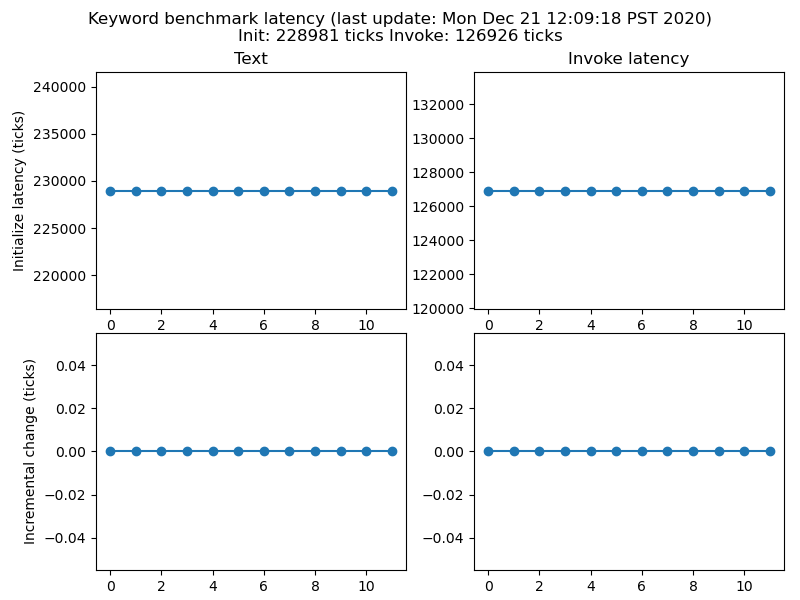 Keyword benchmark latency (last update: Mon Dec 21 12:09:18 PST 2020)
Init: 228981 ticks Invoke: 126926 ticks
Text
Initialize latency (ticks)
240000
235000
230000
225000
220000
0 2 4 6 8 10
Invoke latency
132000
130000
128000
126000
124000
122000
120000
0 2 4 6 8 10
Incremental change (ticks)
0.04
0.02
0.00
−0.02
−0.04
0 2 4 6 8 10
0.04
0.02
0.00
−0.02
−0.04
0 2 4 6 8 10